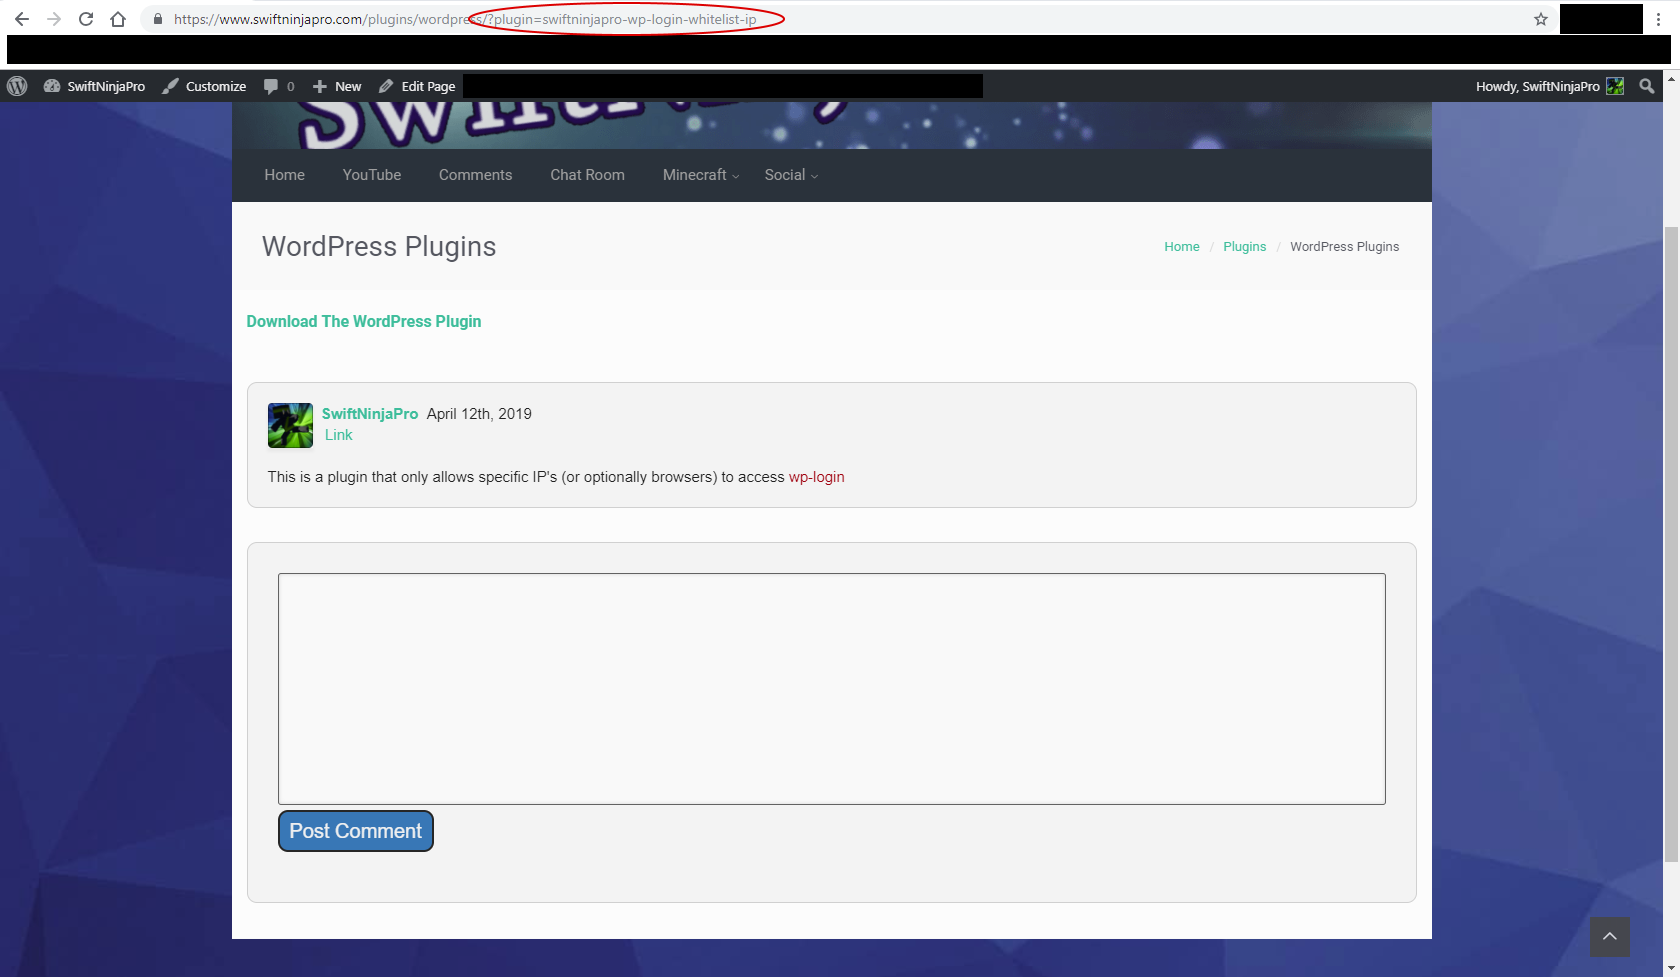 https://www.swiftninjapro.com/plugins/wordpress/?plugin=swiftninjapro-wp-login-whitelist-ip
SwiftNinjaPro Customize 0 New Edit Page Howdy, SwiftNinjaPro
Home YouTube Comments Chat Room Minecraft Social
WordPress Plugins Home / Plugins / WordPress Plugins
Download The WordPress Plugin
SwiftNinjaPro April 12th, 2019
Link
This is a plugin that only allows specific IP's (or optionally browsers) to access wp-login
Post Comment